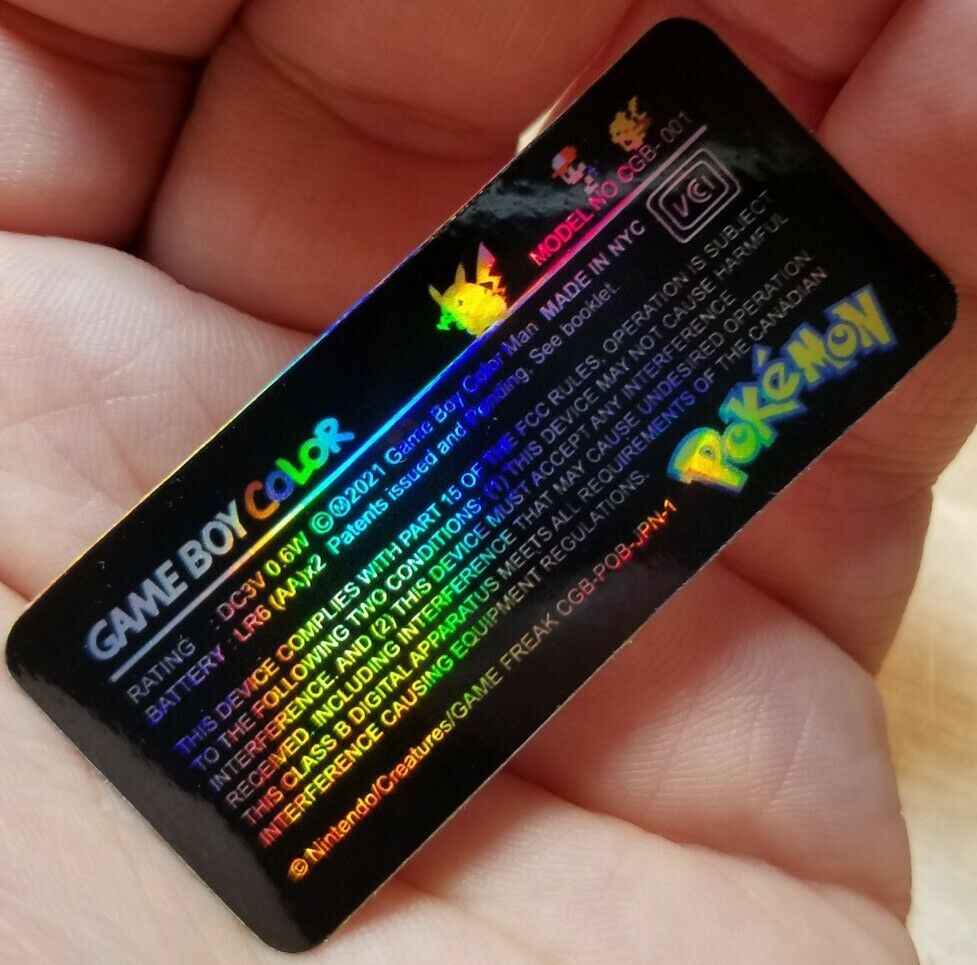 GAME BOY COLOR MODEL NO CGB- 001
RATING : DC3V 0.6W ©Ⓜ2021 Game Boy Color Man MADE IN NYC
BATTERY : LR6 (AA)x2 Patents issued and Pending. See booklet.
VCCI
THIS DEVICE COMPLIES WITH PART 15 OF THE FCC RULES. OPERATION IS SUBJECT
TO THE FOLLOWING TWO CONDITIONS: (1) THIS DEVICE MAY NOT CAUSE HARMFUL
INTERFERENCE AND (2) THIS DEVICE MUST ACCEPT ANY INTERFERENCE
RECEIVED. INCLUDING INTERFERENCE THAT MAY CAUSE UNDESIRED OPERATION
THIS CLASS B DIGITAL APPARATUS MEETS ALL REQUIREMENTS OF THE CANADIAN
INTERFERENCE CAUSING EQUIPMENT REGULATIONS.
© Nintendo/Creatures/GAME FREAK CGB-PQB-JPN-1
POKéMON